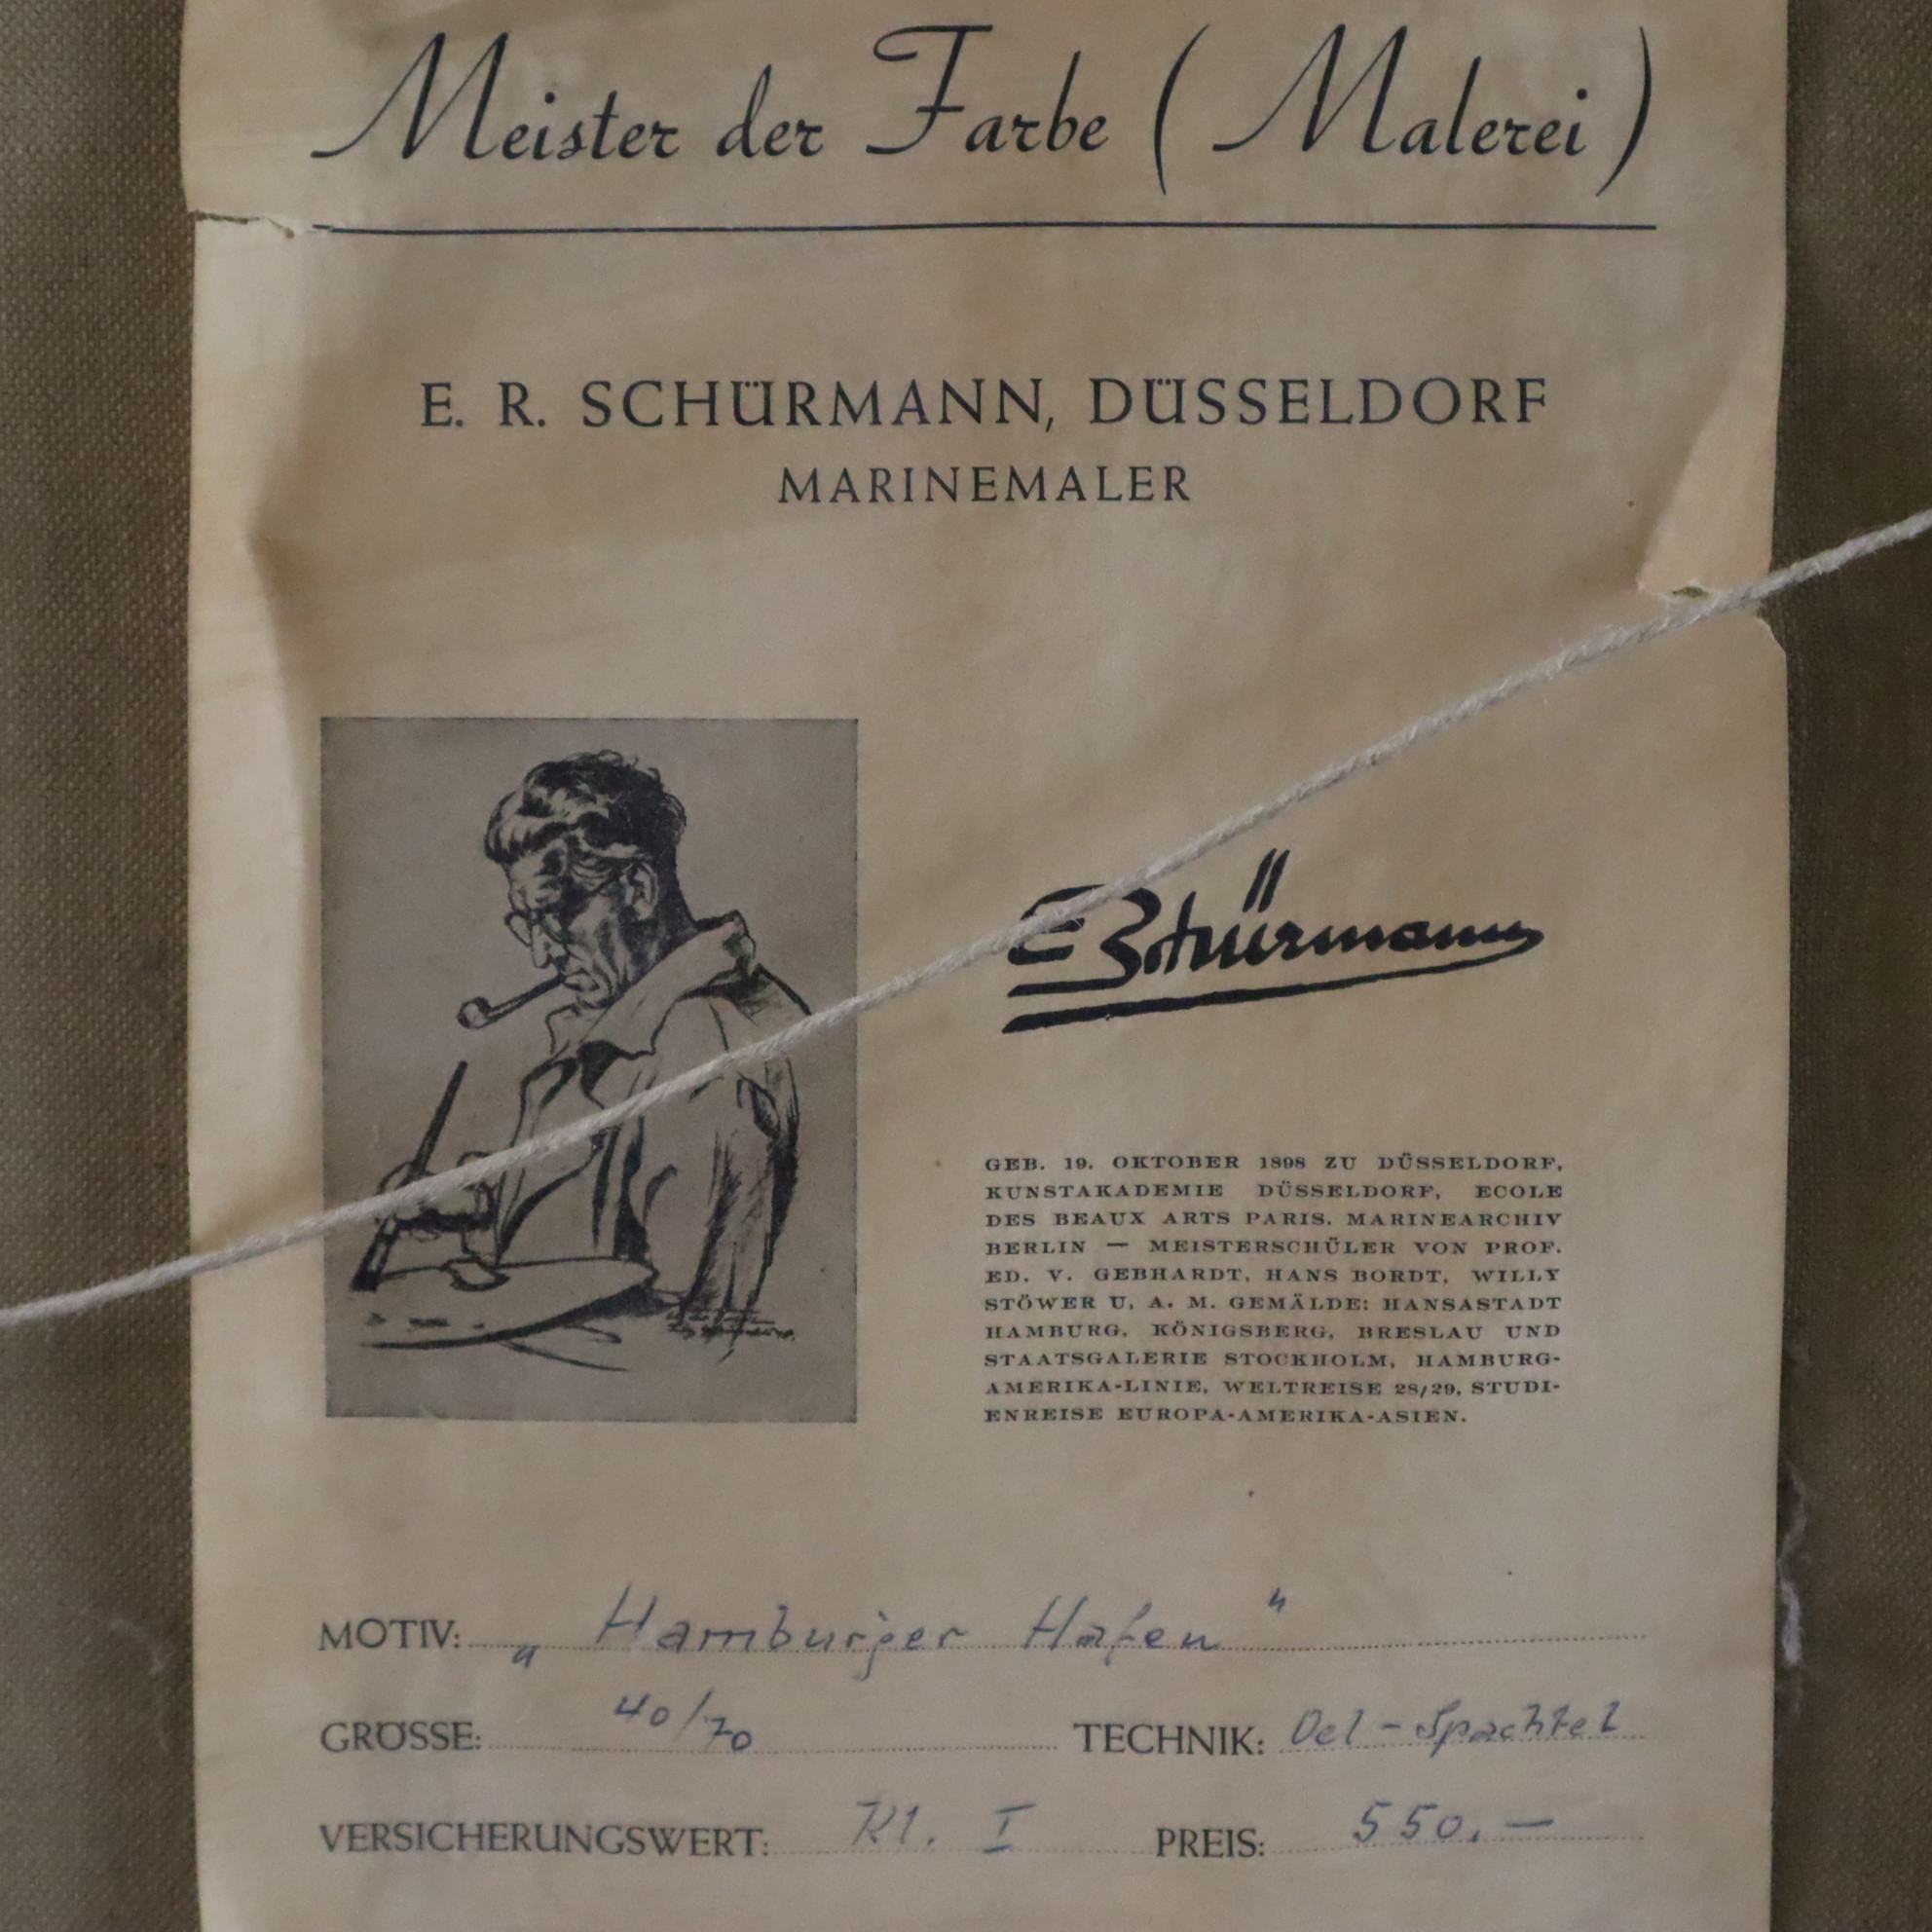 Meister der Farbe ( Malerei )
E. R. SCHÜRMANN, DÜSSELDORF
MARINEMALER
E Schürmann
GEB. 19. OKTOBER 1898 ZU DÜSSELDORF,
KUNSTAKADEMIE DÜSSELDORF, ECOLE
DES BEAUX ARTS PARIS. MARINEARCHIV
BERLIN — MEISTERSCHÜLER VON PROF.
ED. V. GEBHARDT, HANS BORDT, WILLY
STÖWER U. A. M. GEMÄLDE: HANSASTADT
HAMBURG, KÖNIGSBERG, BRESLAU UND
STAATSGALERIE STOCKHOLM, HAMBURG-
AMERIKA-LINIE, WELTREISE 28/29, STUDI-
ENREISE EUROPA-AMERIKA-ASIEN.
MOTIV: „ Hamburger Hafen "
GRÖSSE: 40/70 TECHNIK: Oel - Spachtel
VERSICHERUNGSWERT: Kl. I PREIS: 550.—